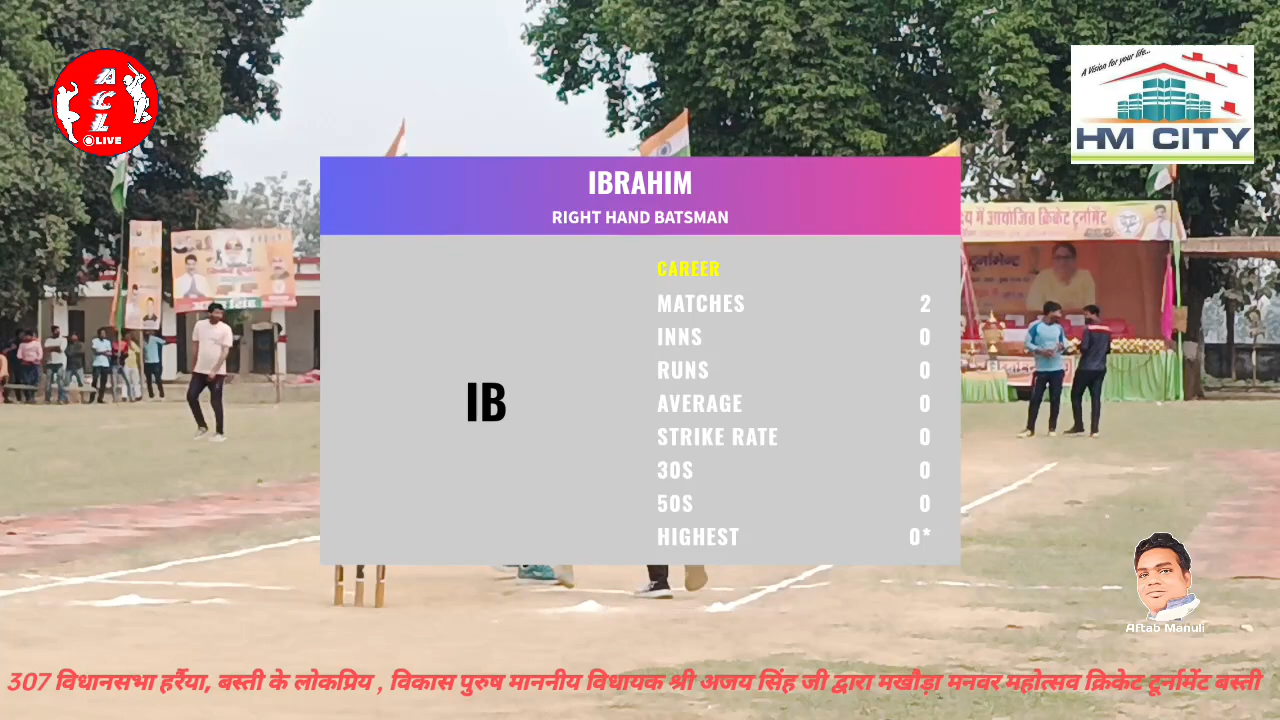 ACL
LIVE
A Vision for your life...
HM CITY
IBRAHIM
RIGHT HAND BATSMAN
CAREER
MATCHES 2
INNS 0
RUNS 0
AVERAGE 0
STRIKE RATE 0
30S 0
50S 0
HIGHEST 0*
IB
में आयोजित क्रिकेट टूर्नामेंट
Aftab Manuli
307 विधानसभा हर्रैया, बस्ती के लोकप्रिय , विकास पुरुष माननीय विधायक श्री अजय सिंह जी द्वारा मखौड़ा मनवर महोत्सव क्रिकेट टूर्नामेंट बस्ती